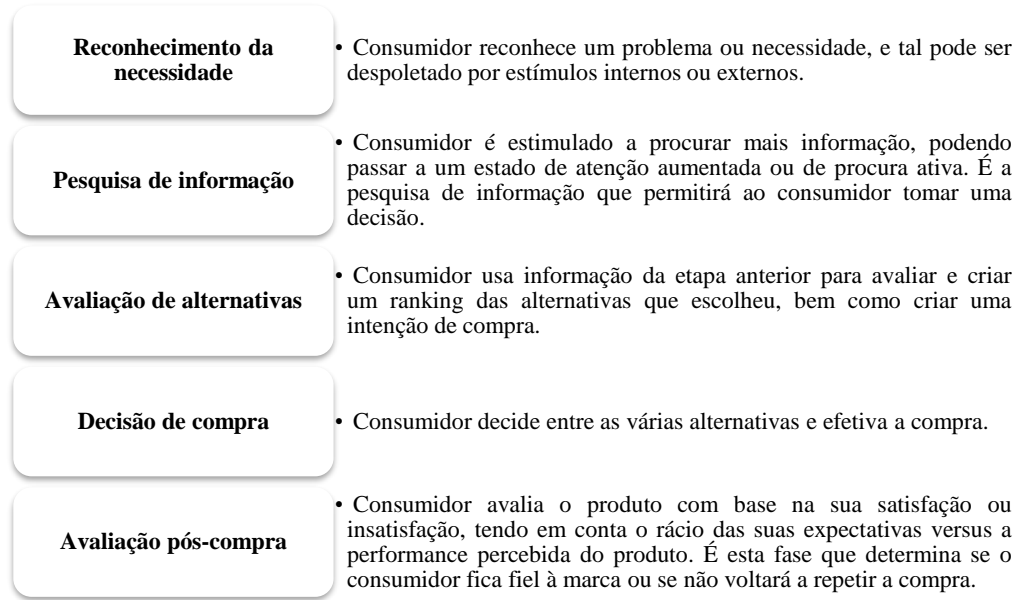 Reconhecimento da
necessidade
• Consumidor reconhece um problema ou necessidade, e tal pode ser
despoletado por estímulos internos ou externos.
Pesquisa de informação
• Consumidor é estimulado a procurar mais informação, podendo
passar a um estado de atenção aumentada ou de procura ativa. É a
pesquisa de informação que permitirá ao consumidor tomar uma
decisão.
Avaliação de alternativas
• Consumidor usa informação da etapa anterior para avaliar e criar
um ranking das alternativas que escolheu, bem como criar uma
intenção de compra.
Decisão de compra
• Consumidor decide entre as várias alternativas e efetiva a compra.
Avaliação pós-compra
• Consumidor avalia o produto com base na sua satisfação ou
insatisfação, tendo em conta o rácio das suas expectativas versus a
performance percebida do produto. É esta fase que determina se o
consumidor fica fiel à marca ou se não voltará a repetir a compra.